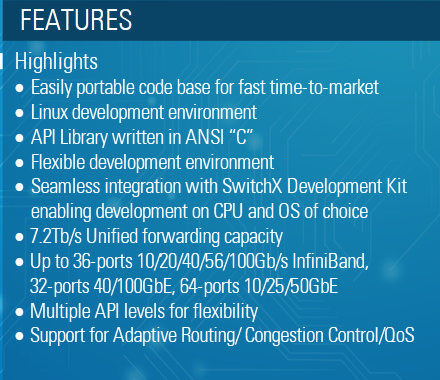 FEATURES
Highlights
• Easily portable code base for fast time-to-market
• Linux development environment
• API Library written in ANSI “C”
• Flexible development environment
• Seamless integration with SwitchX Development Kit
enabling development on CPU and OS of choice
• 7.2Tb/s Unified forwarding capacity
• Up to 36-ports 10/20/40/56/100Gb/s InfiniBand,
32-ports 40/100GbE, 64-ports 10/25/50GbE
• Multiple API levels for flexibility
• Support for Adaptive Routing/ Congestion Control/QoS